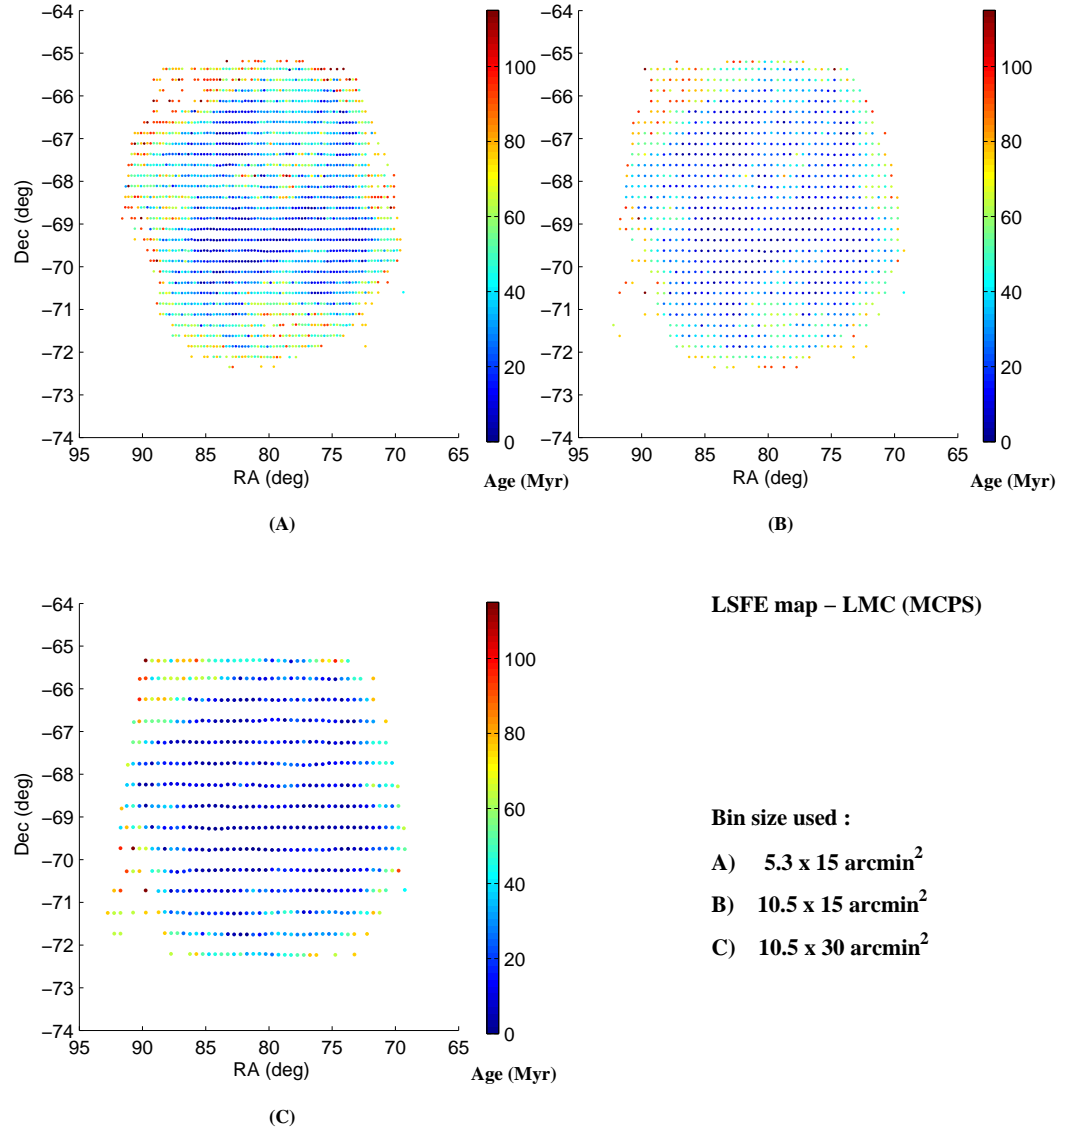 −64
−65
−66
−67
−68
−69
−70
−71
−72
−73
−74
Dec (deg)
95 90 85 80 75 70 65
RA (deg)
100
80
60
40
20
0
Age (Myr)
(A)
−64
−65
−66
−67
−68
−69
−70
−71
−72
−73
−74
95 90 85 80 75 70 65
RA (deg)
100
80
60
40
20
0
Age (Myr)
(B)
−64
−65
−66
−67
−68
−69
−70
−71
−72
−73
−74
Dec (deg)
95 90 85 80 75 70 65
RA (deg)
100
80
60
40
20
0
Age (Myr)
(C)
LSFE map – LMC (MCPS)
Bin size used :
A) 5.3 x 15 arcmin²
B) 10.5 x 15 arcmin²
C) 10.5 x 30 arcmin²